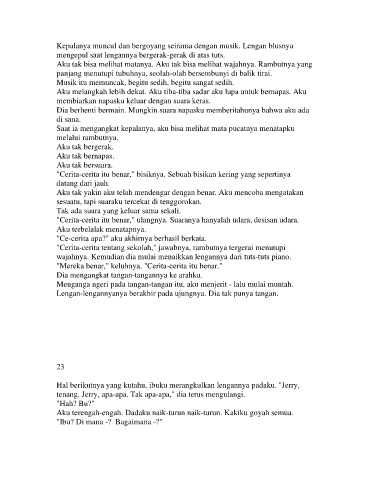 Kepalanya muncul dan bergoyang seirama dengan musik. Lengan blusnya
mengepul saat lengannya bergerak-gerak di atas tuts.
Aku tak bisa melihat matanya. Aku tak bisa melihat wajahnya. Rambutnya yang
panjang menutupi tubuhnya, seolah-olah bersembunyi di balik tirai.
Musik itu memuncak, begitu sedih, begitu sangat sedih.
Aku melangkah lebih dekat. Aku tiba-tiba sadar aku lupa untuk bernapas. Aku
membiarkan napasku keluar dengan suara keras.
Dia berhenti bermain. Mungkin suara napasku memberitahunya bahwa aku ada
di sana.
Saat ia mengangkat kepalanya, aku bisa melihat mata pucatnya menatapku
melalui rambutnya.
Aku tak bergerak.
Aku tak bernapas.
Aku tak bersuara.
"Cerita-cerita itu benar," bisiknya. Sebuah bisikan kering yang sepertinya
datang dari jauh.
Aku tak yakin aku telah mendengar dengan benar. Aku mencoba mengatakan
sesuatu, tapi suaraku tercekat di tenggorokan.
Tak ada suara yang keluar sama sekali.
"Cerita-cerita itu benar," ulangnya. Suaranya hanyalah udara, desisan udara.
Aku terbelalak menatapnya.
"Ce-cerita apa?" aku akhirnya berhasil berkata.
"Cerita-cerita tentang sekolah," jawabnya, rambutnya tergerai menutupi
wajahnya. Kemudian dia mulai menaikkan lengannya dari tuts-tuts piano.
"Mereka benar," keluhnya. "Cerita-cerita itu benar."
Dia mengangkat tangan-tangannya ke arahku.
Menganga ngeri pada tangan-tangan itu, aku menjerit - lalu mulai muntah.
Lengan-lengannyanya berakhir pada ujungnya. Dia tak punya tangan.
23
Hal berikutnya yang kutahu, ibuku merangkulkan lengannya padaku. "Jerry,
tenang. Jerry, apa-apa. Tak apa-apa," dia terus mengulangi.
"Hah? Bu?"
Aku terengah-engah. Dadaku naik-turun naik-turun. Kakiku goyah semua.
"Ibu? Di mana -? Bagaimana -?"